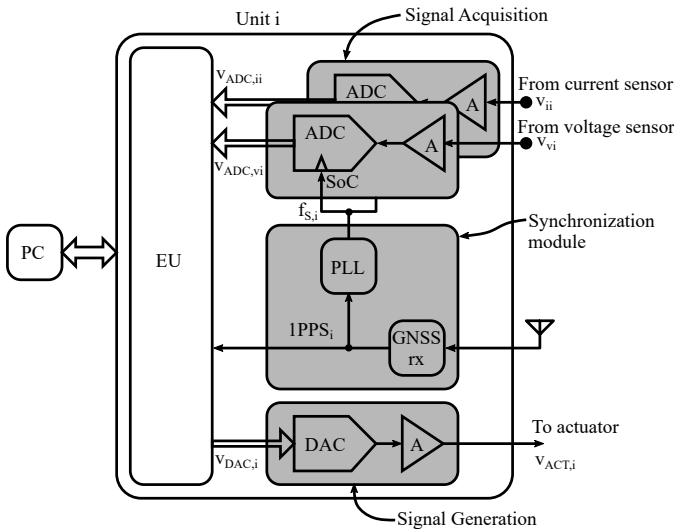 Signal Acquisition
Unit i
v_ADC,ii
ADC
A
From current sensor
v_ii
ADC
A
From voltage sensor
v_vi
v_ADC,vi
SoC
f_S,i
Synchronization
module
PC
EU
PLL
1PPS_i
GNSS
rx
DAC
A
To actuator
v_DAC,i
v_ACT,i
Signal Generation